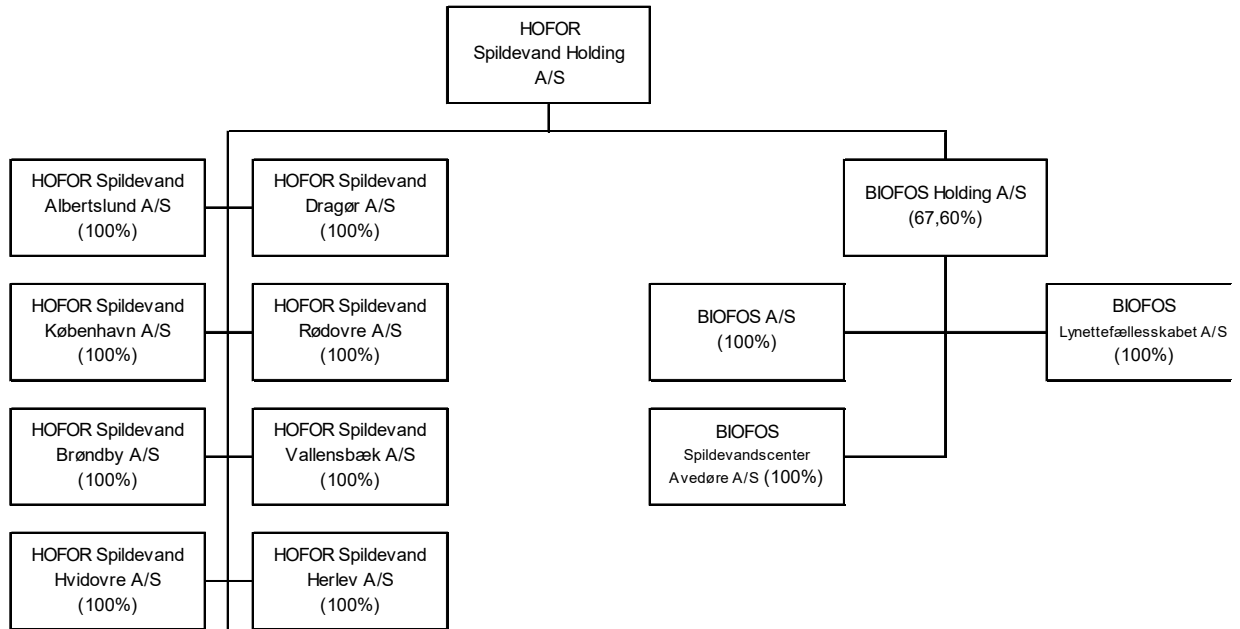 HOFOR
Spildevand Holding
A/S
HOFOR Spildevand
Albertslund A/S
(100%)
HOFOR Spildevand
Dragør A/S
(100%)
BIOFOS Holding A/S
(67,60%)
HOFOR Spildevand
København A/S
(100%)
HOFOR Spildevand
Rødovre A/S
(100%)
BIOFOS A/S
(100%)
BIOFOS
Lynettefællesskabet A/S
(100%)
HOFOR Spildevand
Brøndby A/S
(100%)
HOFOR Spildevand
Vallensbæk A/S
(100%)
BIOFOS
Spildevandscenter
Avedøre A/S (100%)
HOFOR Spildevand
Hvidovre A/S
(100%)
HOFOR Spildevand
Herlev A/S
(100%)